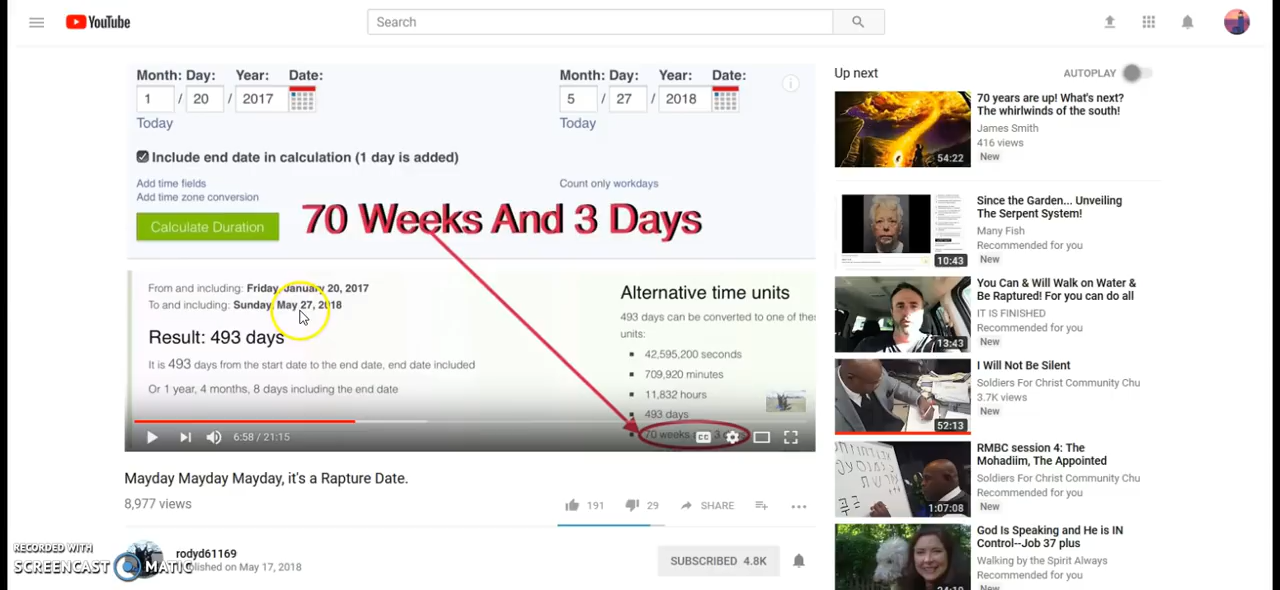 YouTube
Search
Month: Day: Year: Date:
1 / 20 / 2017
Today
Month: Day: Year: Date:
5 / 27 / 2018
Today
Include end date in calculation (1 day is added)
Add time fields
Add time zone conversion
Count only workdays
Calculate Duration
70 Weeks And 3 Days
From and including: Friday, January 20, 2017
To and including: Sunday, May 27, 2018
Result: 493 days
It is 493 days from the start date to the end date, end date included
Or 1 year, 4 months, 8 days including the end date
Alternative time units
493 days can be converted to one of thes
units:
42,595,200 seconds
709,920 minutes
11,832 hours
493 days
70 weeks 3
CC
6:58 / 21:15
Mayday Mayday Mayday, it's a Rapture Date.
8,977 views
191
29
SHARE
rodyd61169
Published on May 17, 2018
SUBSCRIBED 4.8K
RECORDED WITH
SCREENCAST MATIC
Up next
AUTOPLAY
54:22
70 years are up! What's next?
The whirlwinds of the south!
James Smith
416 views
New
10:43
Since the Garden... Unveiling
The Serpent System!
Many Fish
Recommended for you
New
13:43
You Can & Will Walk on Water &
Be Raptured! For you can do all
IT IS FINISHED
Recommended for you
New
52:13
I Will Not Be Silent
Soldiers For Christ Community Chu
3.7K views
New
1:07:08
RMBC session 4: The
Mohadiim, The Appointed
Soldiers For Christ Community Chu
Recommended for you
New
God Is Speaking and He is IN
Control--Job 37 plus
Walking by the Spirit Always
Recommended for you
New